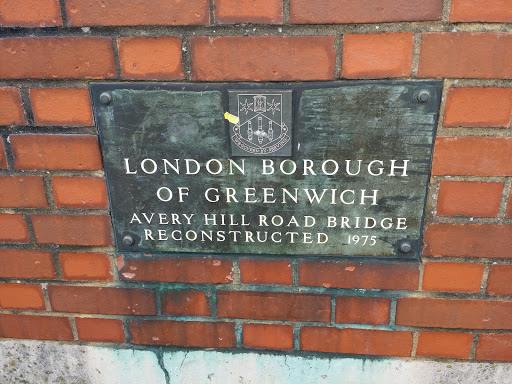 LONDON BOROUGH
OF GREENWICH
AVERY HILL ROAD BRIDGE
RECONSTRUCTED 1975